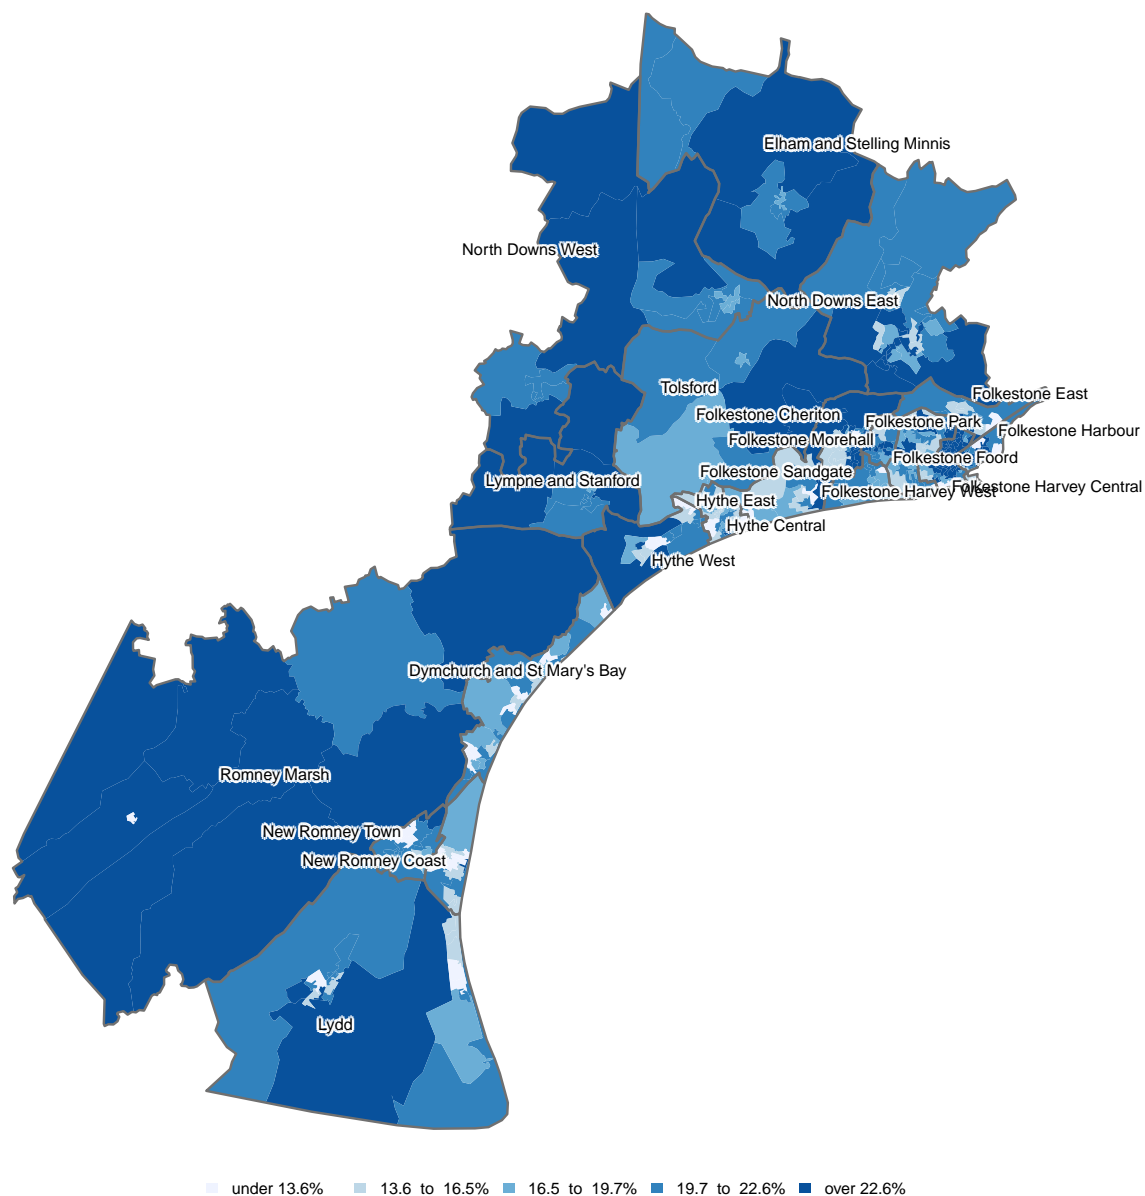 Elham and Stelling Minnis
North Downs West
North Downs East
Tolsford
Folkestone East
Folkestone Cheriton
Folkestone Park
Folkestone Harbour
Folkestone Morehall
Folkestone Foord
Folkestone Sandgate
Lympne and Stanford
Folkestone Harvey West
Folkestone Harvey Central
Hythe East
Hythe Central
Hythe West
Dymchurch and St Mary's Bay
Romney Marsh
New Romney Town
New Romney Coast
Lydd
under 13.6% 13.6 to 16.5% 16.5 to 19.7% 19.7 to 22.6% over 22.6%